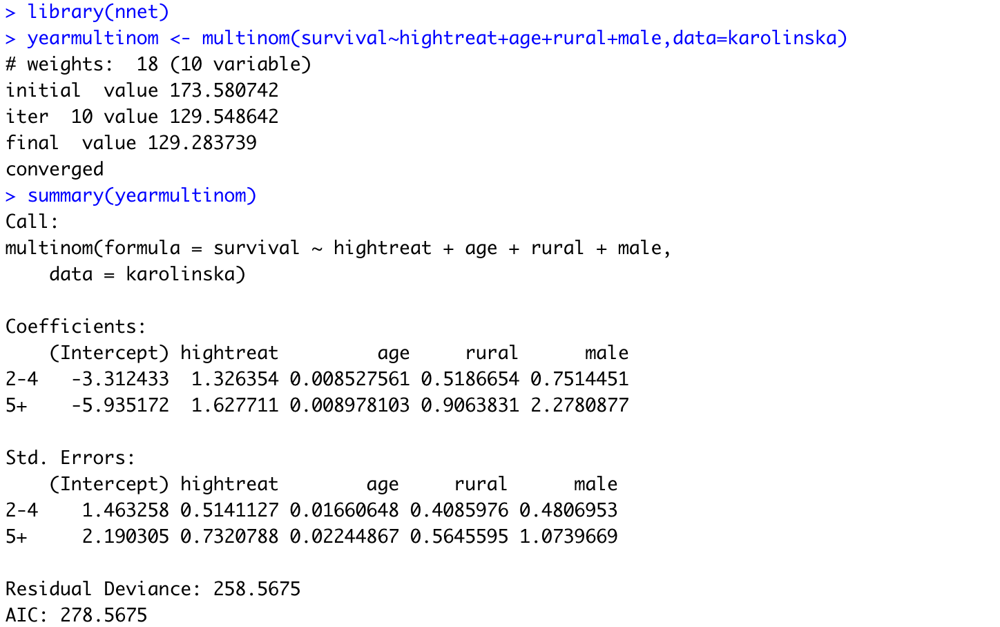 > library(nnet)
> yearmultinom <- multinom(survival~hightreat+age+rural+male,data=karolinska)
# weights:  18 (10 variable)
initial  value 173.580742
iter  10 value 129.548642
final  value 129.283739
converged
> summary(yearmultinom)
Call:
multinom(formula = survival ~ hightreat + age + rural + male,
    data = karolinska)

Coefficients:
    (Intercept) hightreat         age     rural      male
2-4   -3.312433  1.326354 0.008527561 0.5186654 0.7514451
5+    -5.935172  1.627711 0.008978103 0.9063831 2.2780877

Std. Errors:
    (Intercept) hightreat        age     rural      male
2-4    1.463258 0.5141127 0.01660648 0.4085976 0.4806953
5+     2.190305 0.7320788 0.02244867 0.5645595 1.0739669

Residual Deviance: 258.5675
AIC: 278.5675